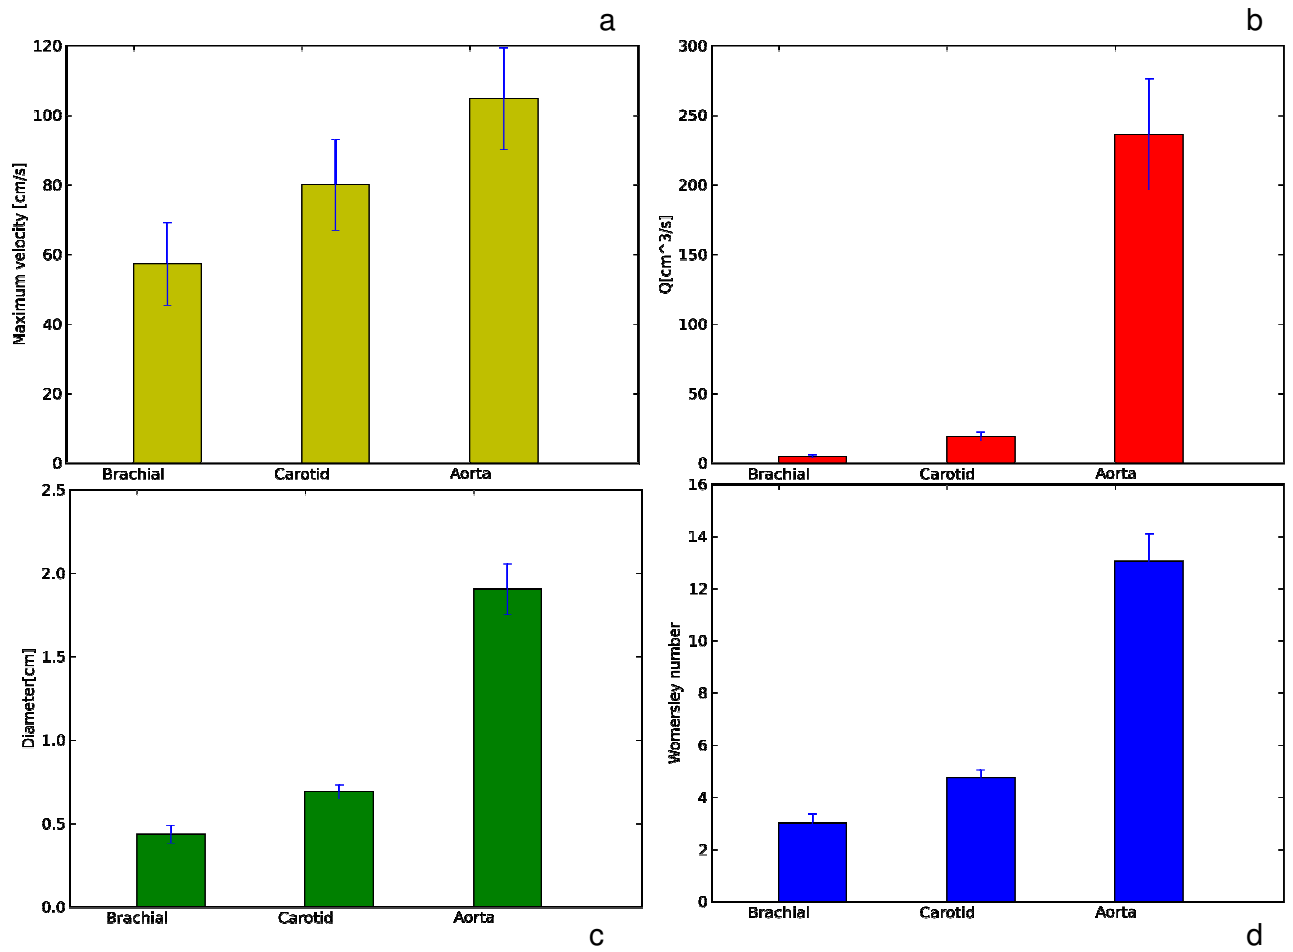 a
120
100
80
60
40
20
0
Maximum velocity [cm/s]
Brachial Carotid Aorta
b
300
250
200
150
100
50
0
Q[cm^3/s]
Brachial Carotid Aorta
2.5
2.0
1.5
1.0
0.5
0.0
Diameter[cm]
Brachial Carotid Aorta
c
16
14
12
10
8
6
4
2
0
Womersley number
Brachial Carotid Aorta
d